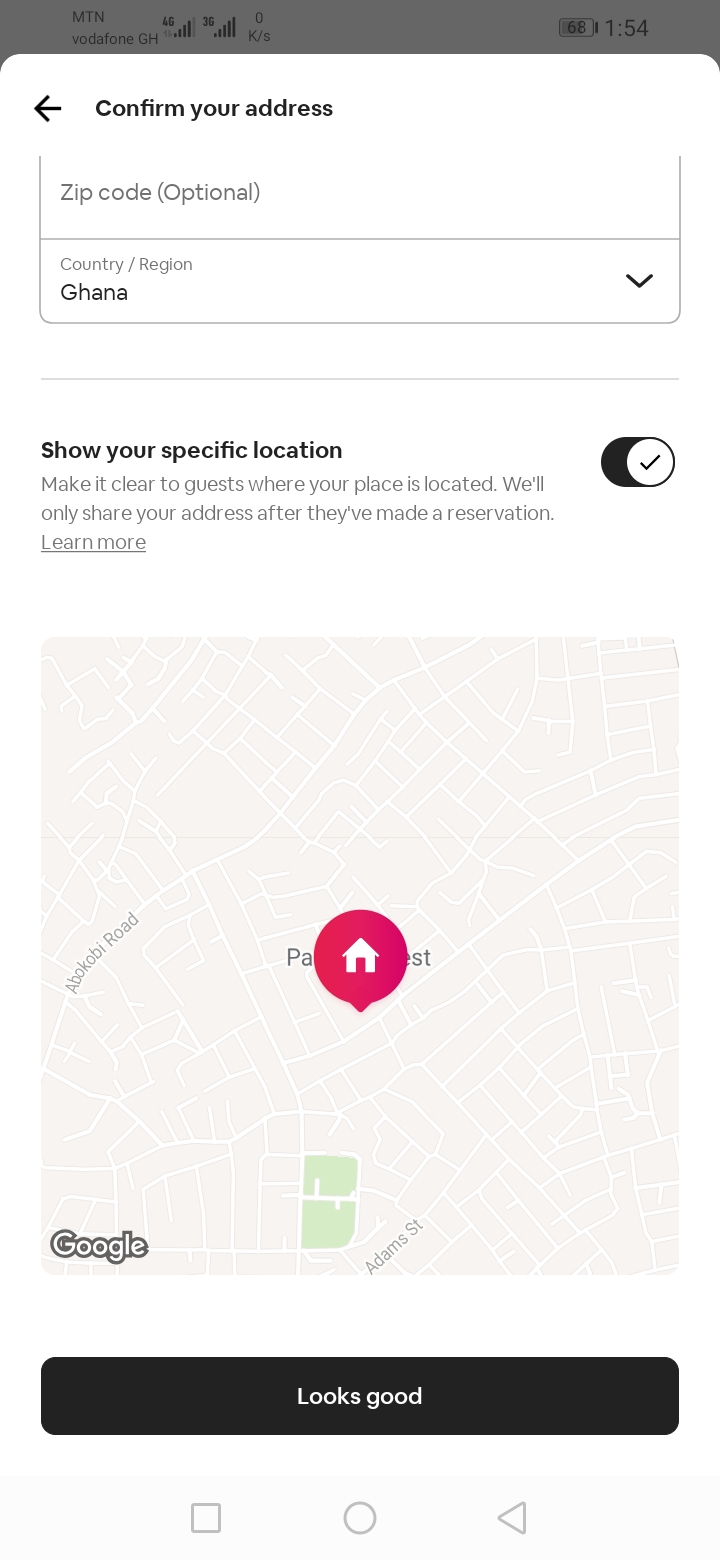 MTN
vodafone GH
4G
3G
0
K/s
68
1:54
Confirm your address
Zip code (Optional)
Country / Region
Ghana
Show your specific location
Make it clear to guests where your place is located. We'll
only share your address after they've made a reservation.
Learn more
Abokobi Road
Pa
est
Adams St
Google
Looks good